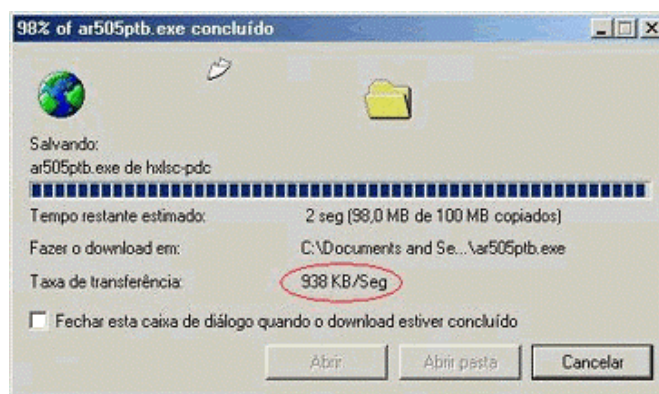 98% of ar505ptb.exe concluído
Salvando:
ar505ptb.exe de hxlsc-pdc
Tempo restante estimado: 2 seg (98,0 MB de 100 MB copiados)
Fazer o download em: C:\Documents and Se...\ar505ptb.exe
Taxa de transferência: 938 KB/Seg
Fechar esta caixa de diálogo quando o download estiver concluído
Abrir Abrir pasta Cancelar